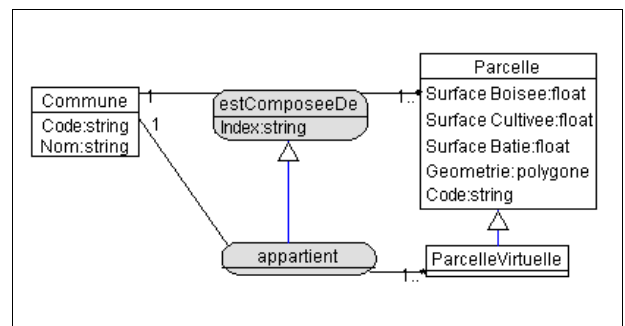 Parcelle
Commune
1
estComposeeDe
1..
Surface Boisee:float
Code:string
1
Index:string
Surface Cultivee:float
Nom:string
Surface Batie:float
Geometrie:polygone
Code:string
appartient
1..
ParcelleVirtuelle